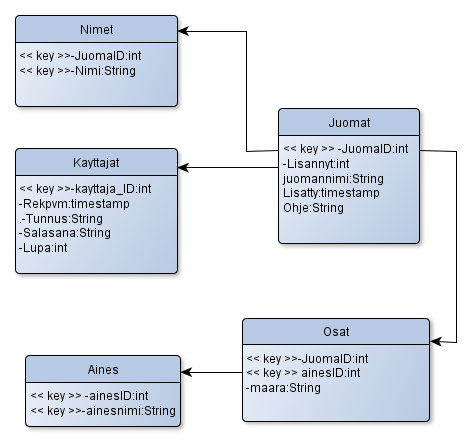 Nimet
<< key >>-JuomaID:int
<< key >>-Nimi:String
Juomat
<< key >> -JuomaID:int
-Lisannyt:int
juomannimi:String
Lisatty:timestamp
Ohje:String
Kayttajat
<< key >>-kayttaja_ID:int
-Rekpvm:timestamp
.-Tunnus:String
-Salasana:String
-Lupa:int
Osat
<< key >>-JuomaID:int
<< key >> ainesID:int
-maara:String
Aines
<< key >> -ainesID:int
<< key >>-ainesnimi:String